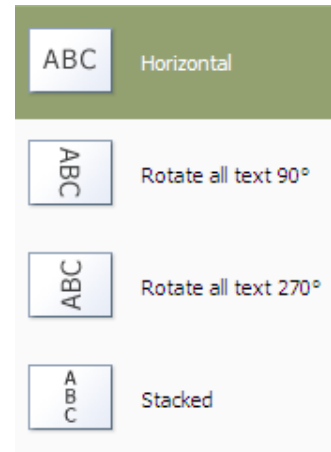 ABC Horizontal
ABC Rotate all text 90°
ABC Rotate all text 270°
A
B
C
Stacked